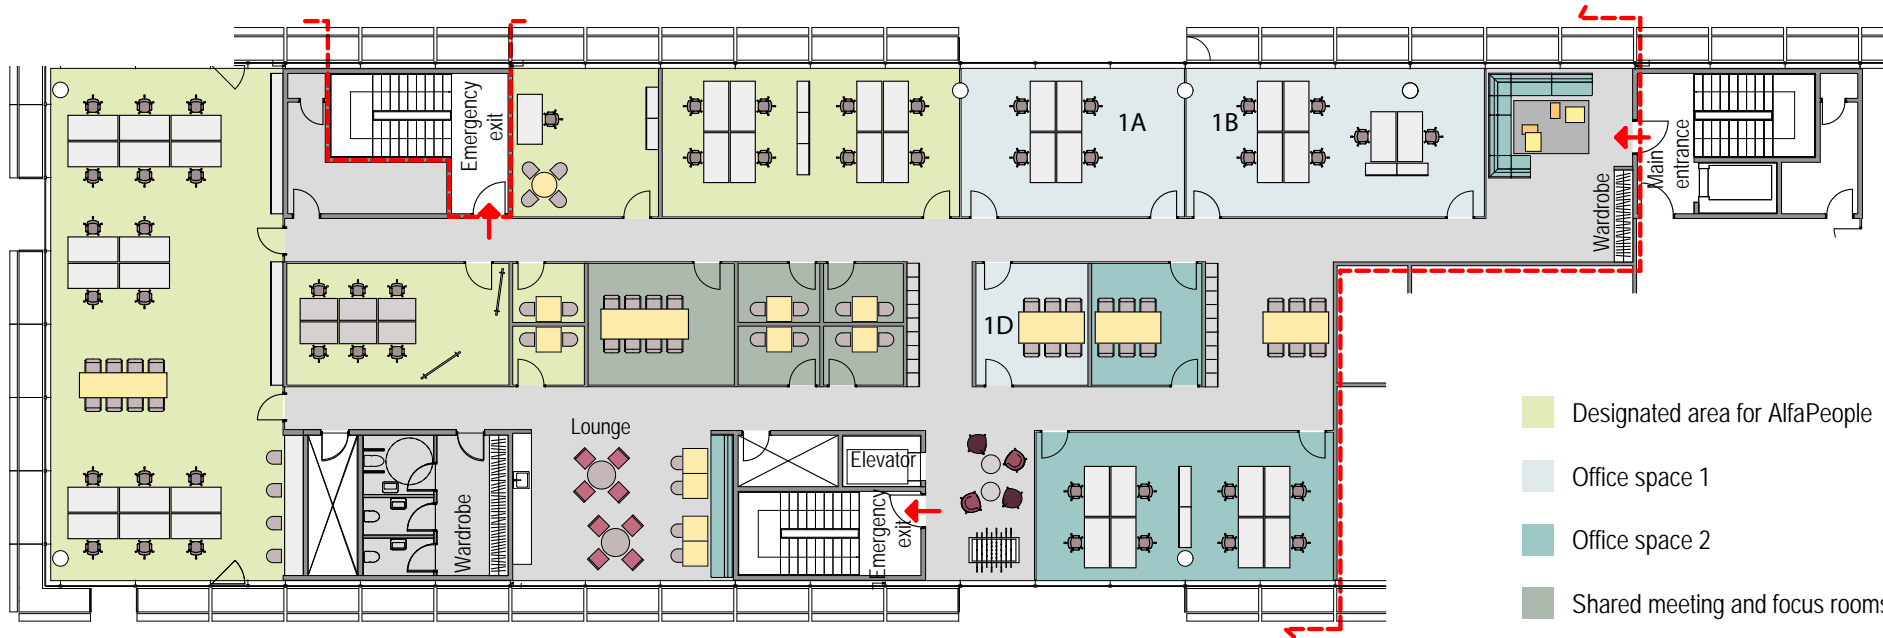 Emergency
exit
1A
1B
Main
entrance
Wardrobe
1D
Lounge
Elevator
Wardrobe
Emergency
exit
Designated area for AlfaPeople
Office space 1
Office space 2
Shared meeting and focus rooms